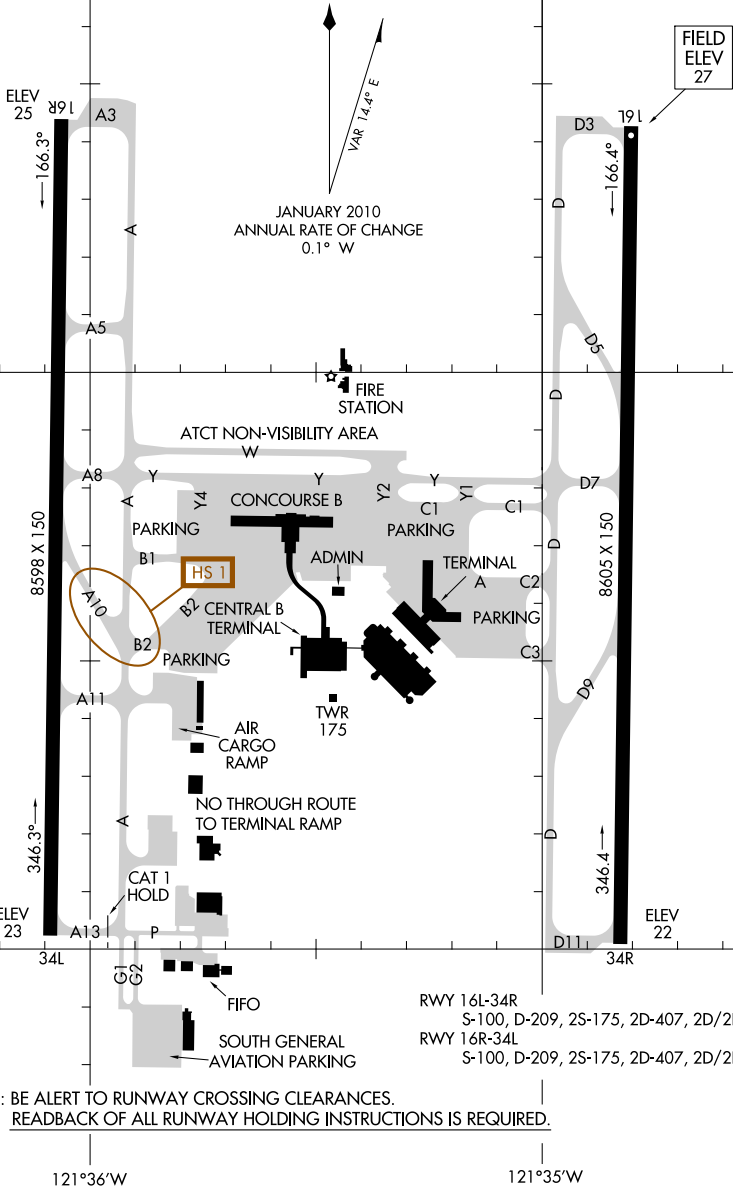 FIELD
ELEV
27
ELEV
25
16R
A3
166.3°
VAR 14.4° E
D3
16L
166.4°
A
D
JANUARY 2010
ANNUAL RATE OF CHANGE
0.1° W
A5
D5
FIRE
STATION
D
ATCT NON-VISIBILITY AREA
W
A8
Y
Y
Y
D7
A
Y4
CONCOURSE B
Y2
Y1
C1
C1
PARKING
PARKING
8598 X 150
8605 X 150
D
B1
HS 1
ADMIN
TERMINAL
A
C2
A10
B2
CENTRAL B
TERMINAL
PARKING
B2
PARKING
C3
A11
D9
TWR
175
AIR
CARGO
RAMP
NO THROUGH ROUTE
TO TERMINAL RAMP
A
D
346.3°
346.4
CAT 1
HOLD
ELEV
23
A13
P
ELEV
22
D11
34L
34R
G1
G2
FIFO
RWY 16L-34R
S-100, D-209, 2S-175, 2D-407, 2D/2
RWY 16R-34L
S-100, D-209, 2S-175, 2D-407, 2D/2
SOUTH GENERAL
AVIATION PARKING
: BE ALERT TO RUNWAY CROSSING CLEARANCES.
READBACK OF ALL RUNWAY HOLDING INSTRUCTIONS IS REQUIRED.
121°36'W
121°35'W